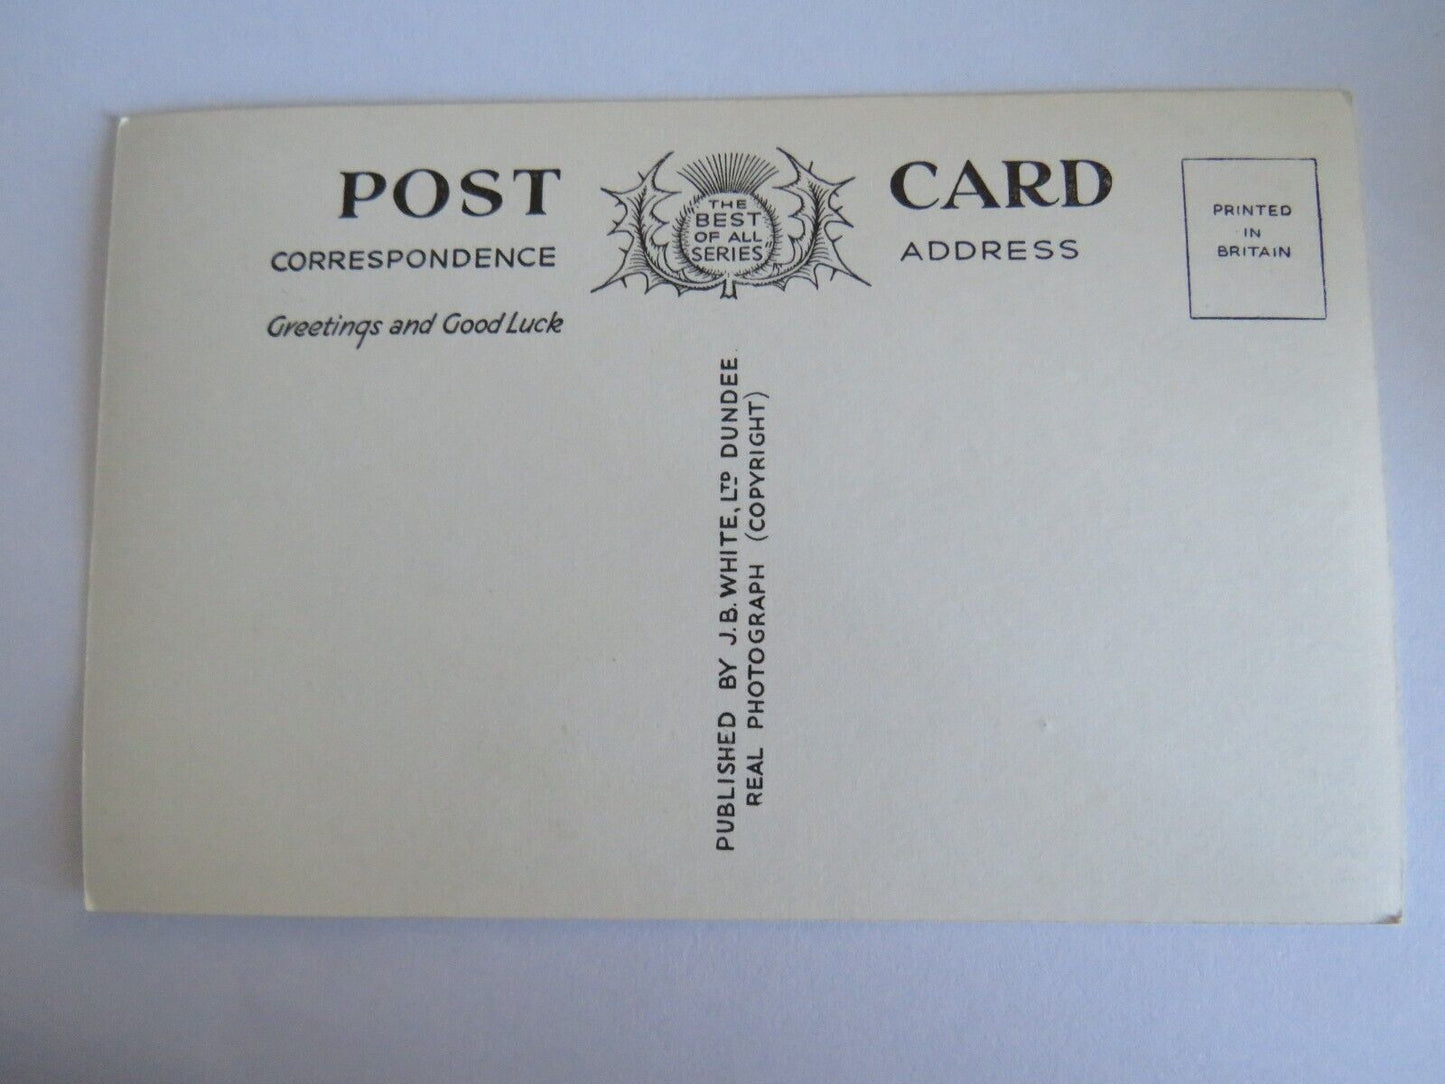 POST CARD
THE
BEST
OF ALL
SERIES
CORRESPONDENCE
ADDRESS
Greetings and Good Luck
PRINTED
IN
BRITAIN
PUBLISHED BY J.B. WHITE, LTD DUNDEE.
REAL PHOTOGRAPH (COPYRIGHT)